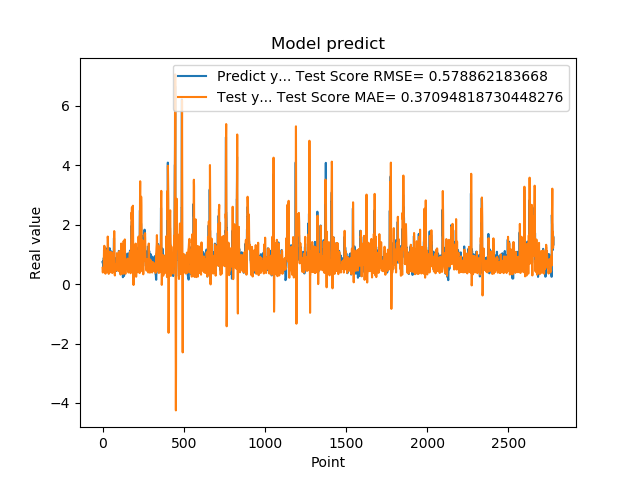 Model predict
Predict y... Test Score RMSE= 0.578862183668
Test y... Test Score MAE= 0.37094818730448276
6
4
2
0
−2
−4
Real value
0 500 1000 1500 2000 2500
Point